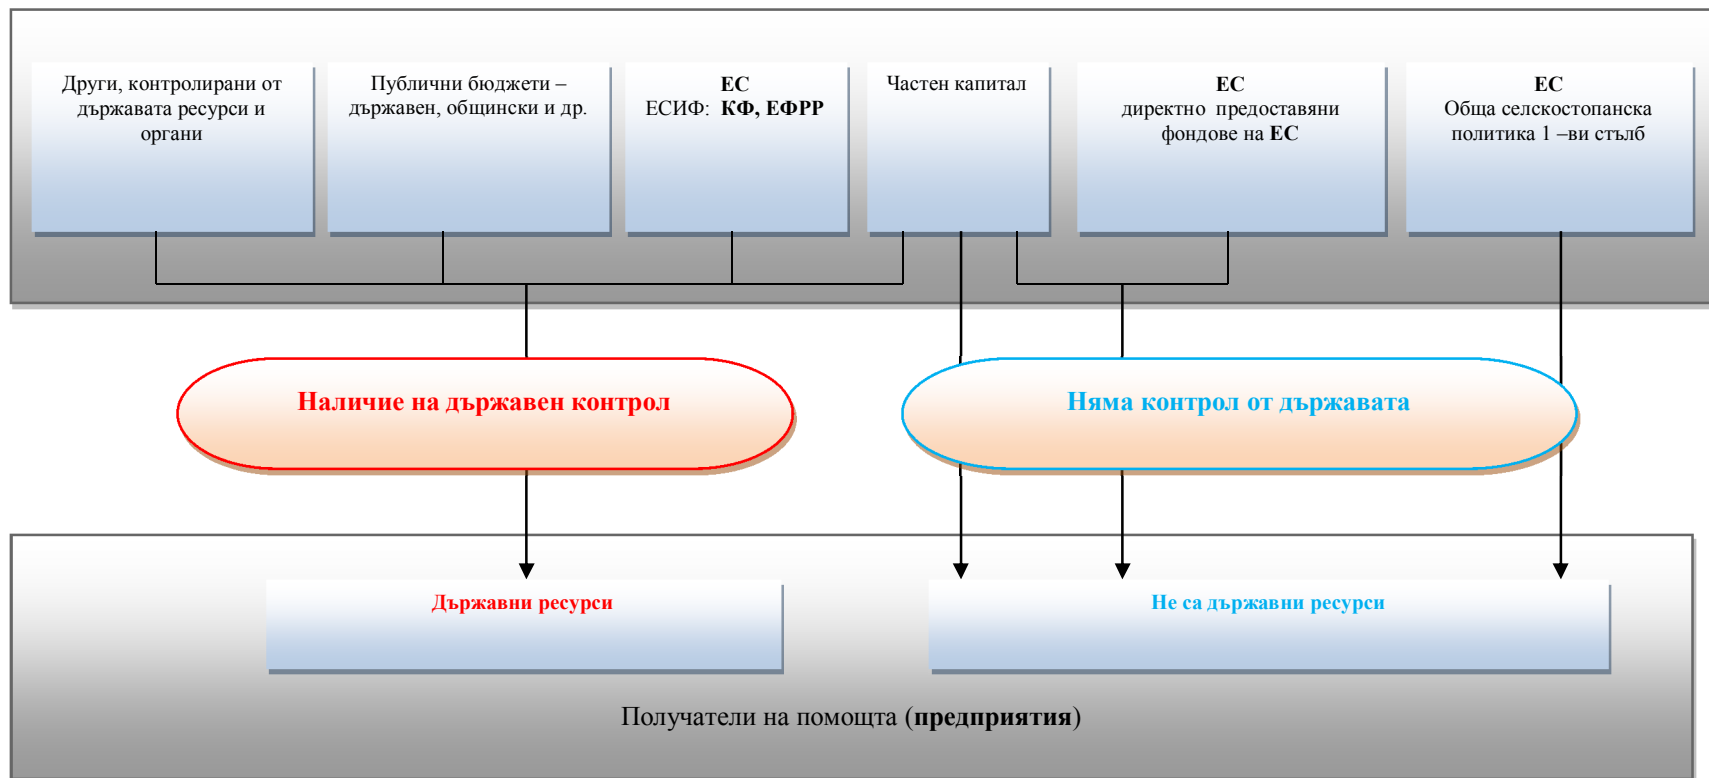 Други, контролирани от
държавата ресурси и
органи
Публични бюджети –
държавен, общински и др.
ЕС
ЕСИФ: КФ, ЕФРР
Частен капитал
ЕС
директно предоставяни
фондове на ЕС
ЕС
Обща селскостопанска
политика 1 –ви стълб
Наличие на държавен контрол
Няма контрол от държавата
Държавни ресурси
Не са държавни ресурси
Получатели на помощта (предприятия)